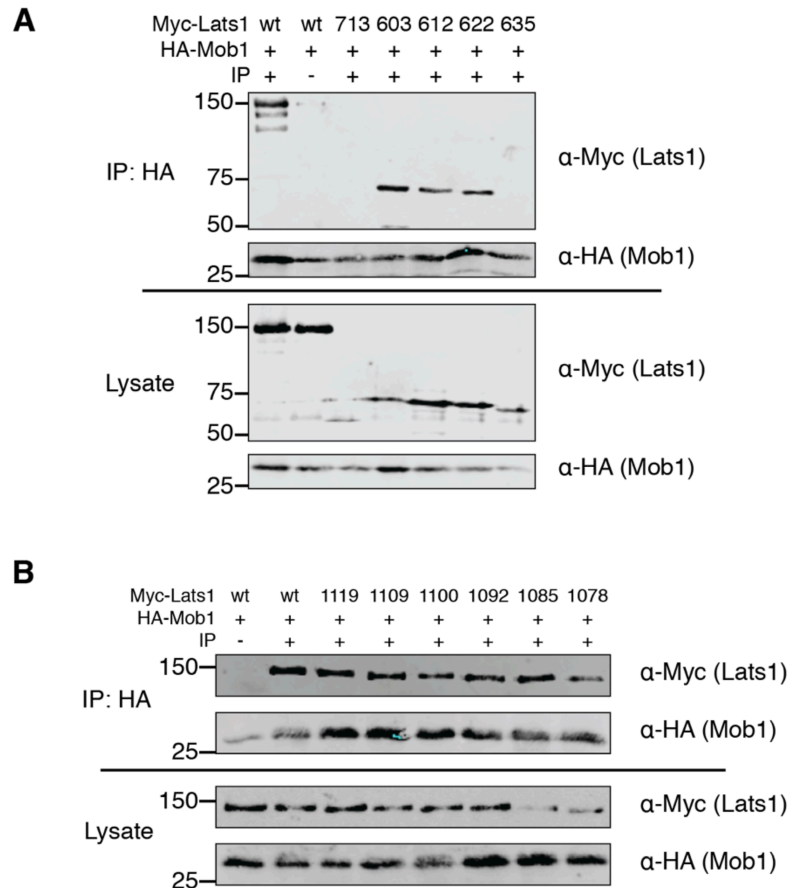 A
Myc-Lats1 wt wt 713 603 612 622 635
HA-Mob1 + + + + + + +
IP + - + + + + +
150
IP: HA
75
50
α-Myc (Lats1)
25
α-HA (Mob1)
150
Lysate
75
50
α-Myc (Lats1)
25
α-HA (Mob1)
B
Myc-Lats1 wt wt 1119 1109 1100 1092 1085 1078
HA-Mob1 + + + + + + + +
IP - + + + + + + +
150
α-Myc (Lats1)
IP: HA
25
α-HA (Mob1)
150
α-Myc (Lats1)
Lysate
25
α-HA (Mob1)